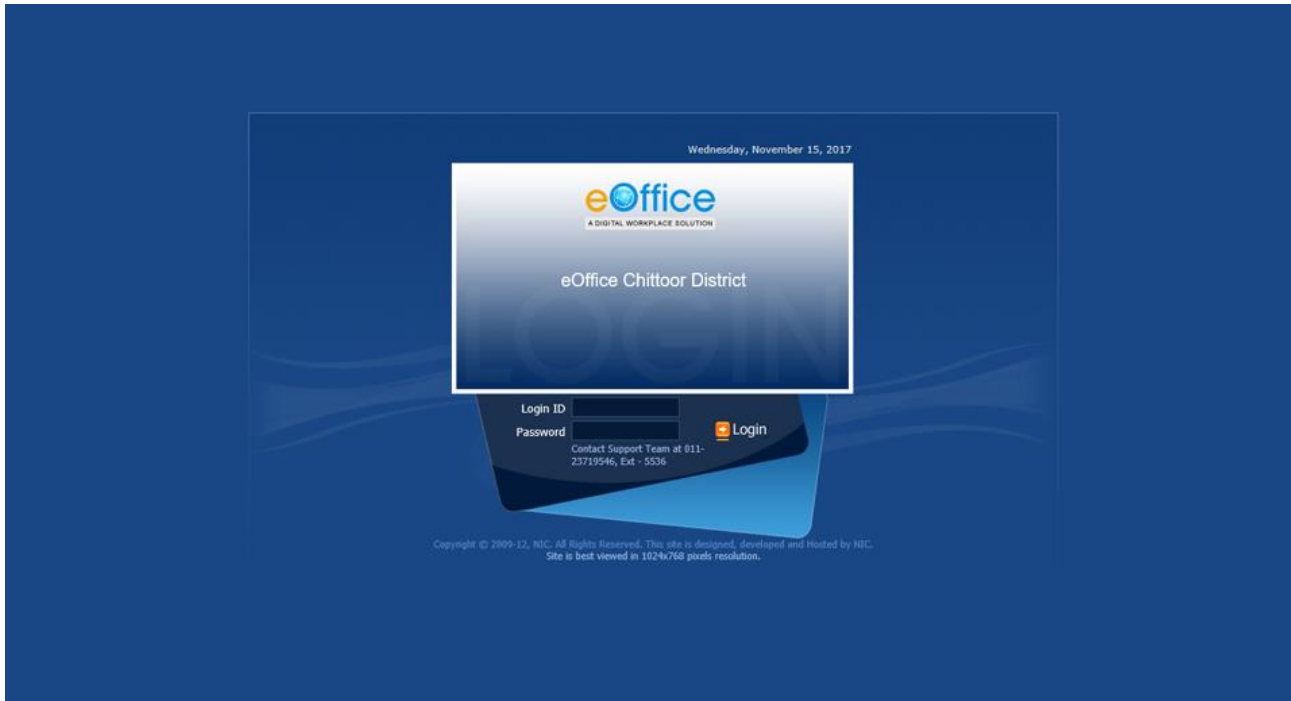 Wednesday, November 15, 2017
eOffice
A DIGITAL WORKPLACE SOLUTION
eOffice Chittoor District
LOGIN
Login ID
Password
Login
Contact Support Team at 011-
23719546, Ext - 5536
Copyright © 2009-12, NIC. All Rights Reserved. This site is designed, developed and Hosted by NIC.
Site is best viewed in 1024x768 pixels resolution.